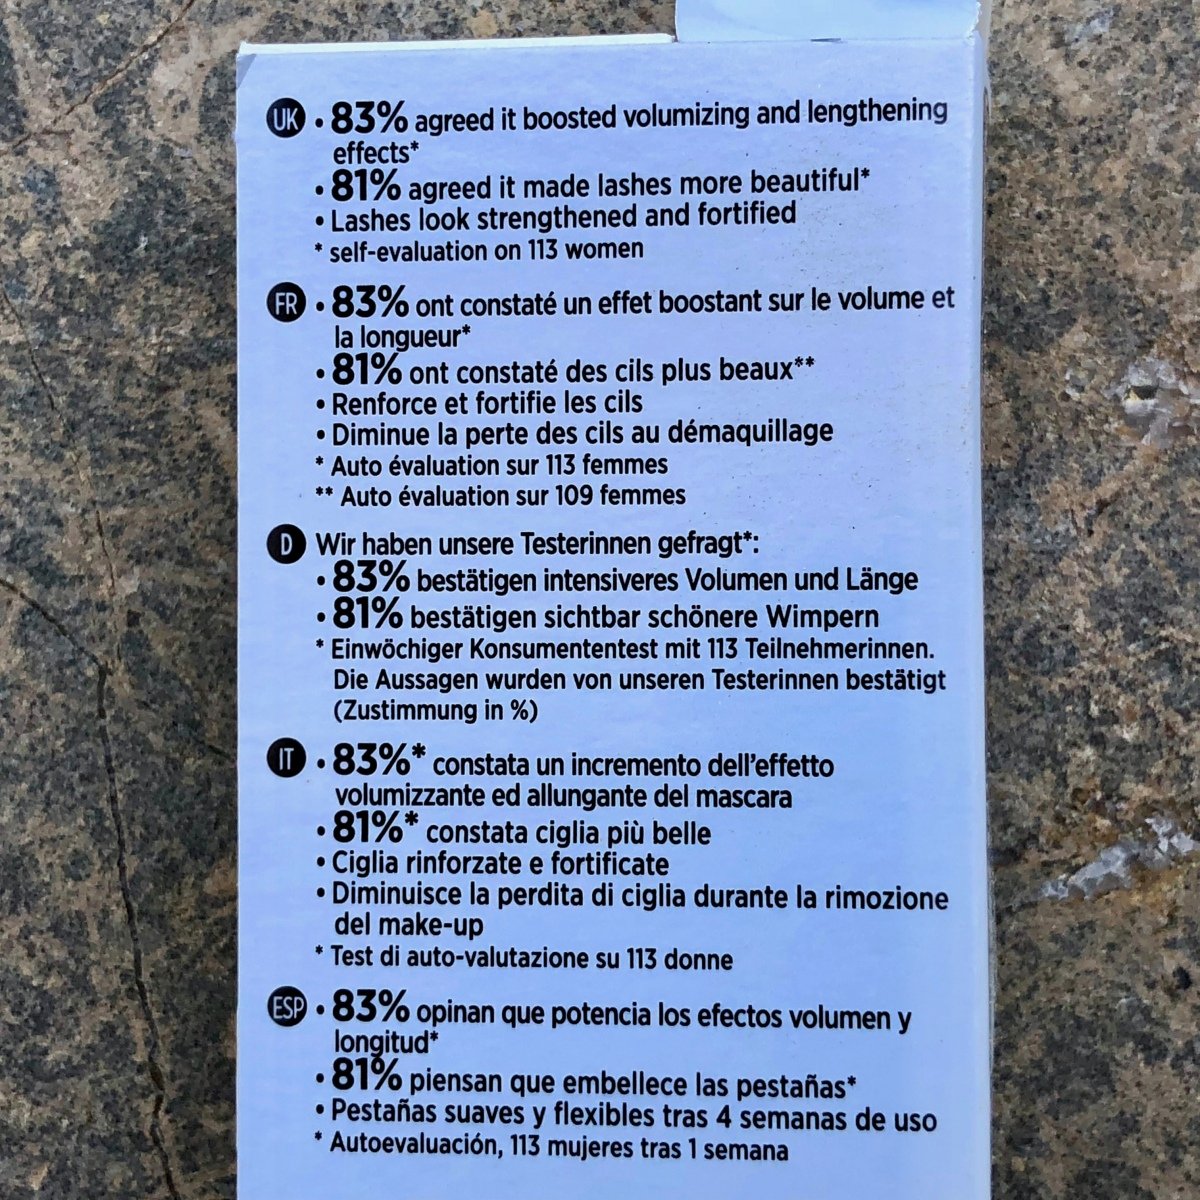 UK • 83% agreed it boosted volumizing and lengthening
effects*
• 81% agreed it made lashes more beautiful*
• Lashes look strengthened and fortified
* self-evaluation on 113 women
FR • 83% ont constaté un effet boostant sur le volume et
la longueur*
• 81% ont constaté des cils plus beaux**
• Renforce et fortifie les cils
• Diminue la perte des cils au démaquillage
* Auto évaluation sur 113 femmes
** Auto évaluation sur 109 femmes
D Wir haben unsere Testerinnen gefragt*:
• 83% bestätigen intensiveres Volumen und Länge
• 81% bestätigen sichtbar schönere Wimpern
* Einwöchiger Konsumententest mit 113 Teilnehmerinnen.
Die Aussagen wurden von unseren Testerinnen bestätigt
(Zustimmung in %)
IT • 83%* constata un incremento dell'effetto
volumizzante ed allungante del mascara
• 81%* constata ciglia più belle
• Ciglia rinforzate e fortificate
• Diminuisce la perdita di ciglia durante la rimozione
del make-up
* Test di auto-valutazione su 113 donne
ESP • 83% opinan que potencia los efectos volumen y
longitud*
• 81% piensan que embellece las pestañas*
• Pestañas suaves y flexibles tras 4 semanas de uso
* Autoevaluación, 113 mujeres tras 1 semana